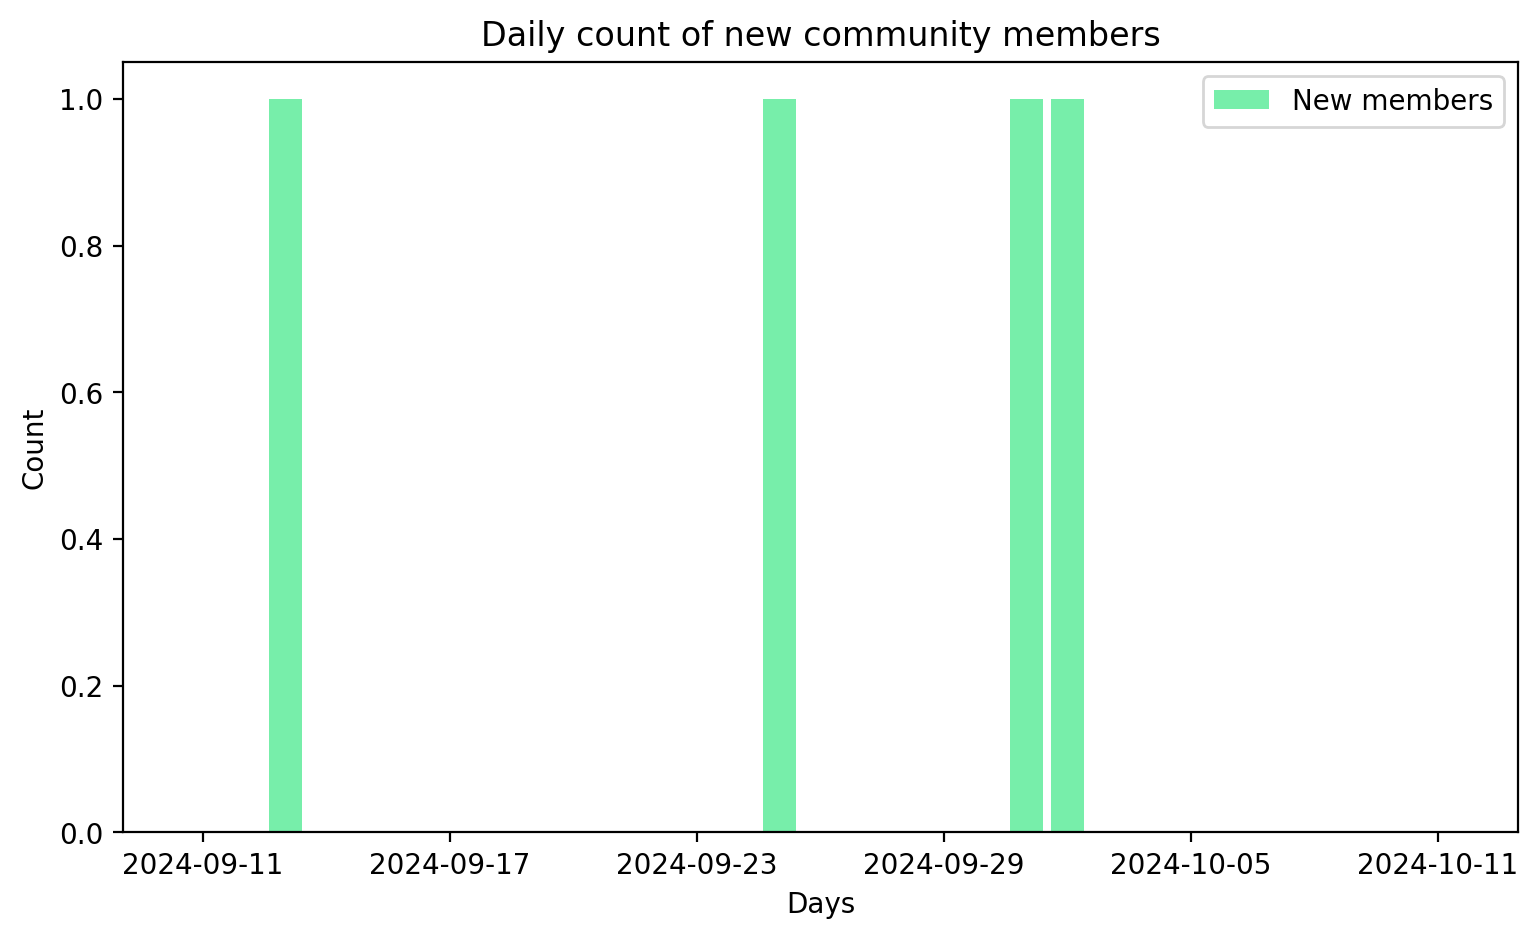 Daily count of new community members
New members
1.0
0.8
0.6
0.4
0.2
0.0
Count
2024-09-11 2024-09-17 2024-09-23 2024-09-29 2024-10-05 2024-10-11
Days